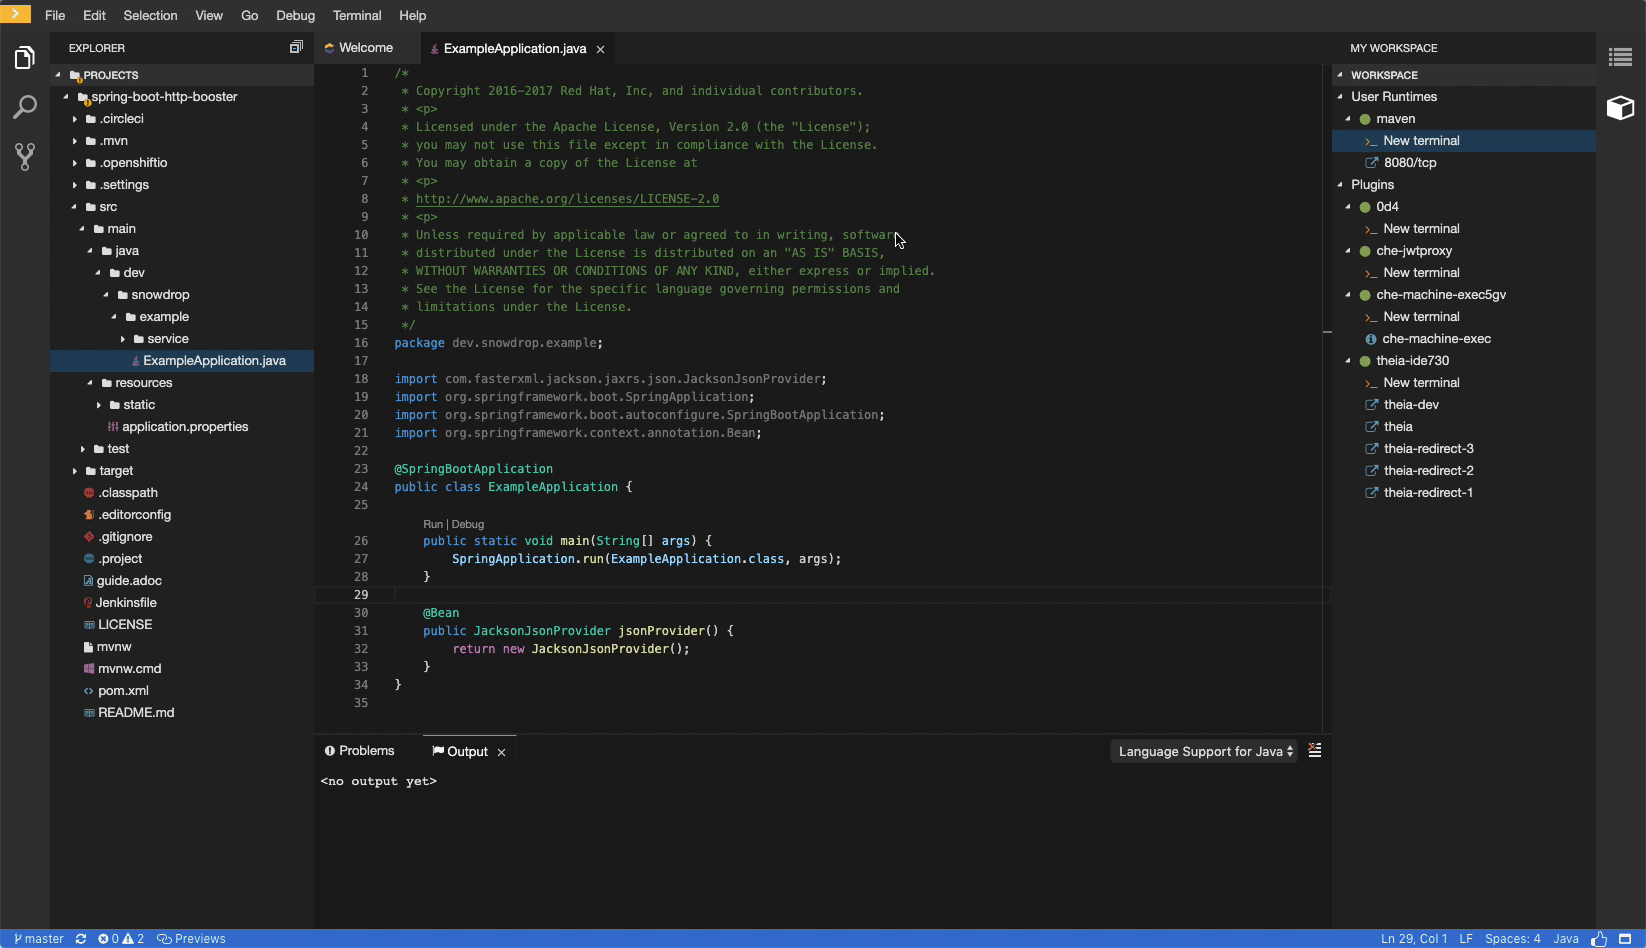 File Edit Selection View Go Debug Terminal Help
EXPLORER
PROJECTS
spring-boot-http-booster
.circleci
.mvn
.openshiftio
.settings
src
main
java
dev
snowdrop
example
service
ExampleApplication.java
resources
static
application.properties
test
target
.classpath
.editorconfig
.gitignore
.project
guide.adoc
Jenkinsfile
LICENSE
mvnw
mvnw.cmd
pom.xml
README.md
Welcome ExampleApplication.java
1 /*
2 * Copyright 2016-2017 Red Hat, Inc, and individual contributors.
3 * <p>
4 * Licensed under the Apache License, Version 2.0 (the "License");
5 * you may not use this file except in compliance with the License.
6 * You may obtain a copy of the License at
7 * <p>
8 * http://www.apache.org/licenses/LICENSE-2.0
9 * <p>
10 * Unless required by applicable law or agreed to in writing, software
11 * distributed under the License is distributed on an "AS IS" BASIS,
12 * WITHOUT WARRANTIES OR CONDITIONS OF ANY KIND, either express or implied.
13 * See the License for the specific language governing permissions and
14 * limitations under the License.
15 */
16 package dev.snowdrop.example;
17
18 import com.fasterxml.jackson.jaxrs.json.JacksonJsonProvider;
19 import org.springframework.boot.SpringApplication;
20 import org.springframework.boot.autoconfigure.SpringBootApplication;
21 import org.springframework.context.annotation.Bean;
22
23 @SpringBootApplication
24 public class ExampleApplication {
25
Run | Debug
26 public static void main(String[] args) {
27 SpringApplication.run(ExampleApplication.class, args);
28 }
29
30 @Bean
31 public JacksonJsonProvider jsonProvider() {
32 return new JacksonJsonProvider();
33 }
34 }
35
Problems Output Language Support for Java
<no output yet>
MY WORKSPACE
WORKSPACE
User Runtimes
maven
>_ New terminal
8080/tcp
Plugins
0d4
>_ New terminal
che-jwtproxy
>_ New terminal
che-machine-exec5gv
>_ New terminal
che-machine-exec
theia-ide730
>_ New terminal
theia-dev
theia
theia-redirect-3
theia-redirect-2
theia-redirect-1
master 0 2 Previews Ln 29, Col 1 LF Spaces: 4 Java